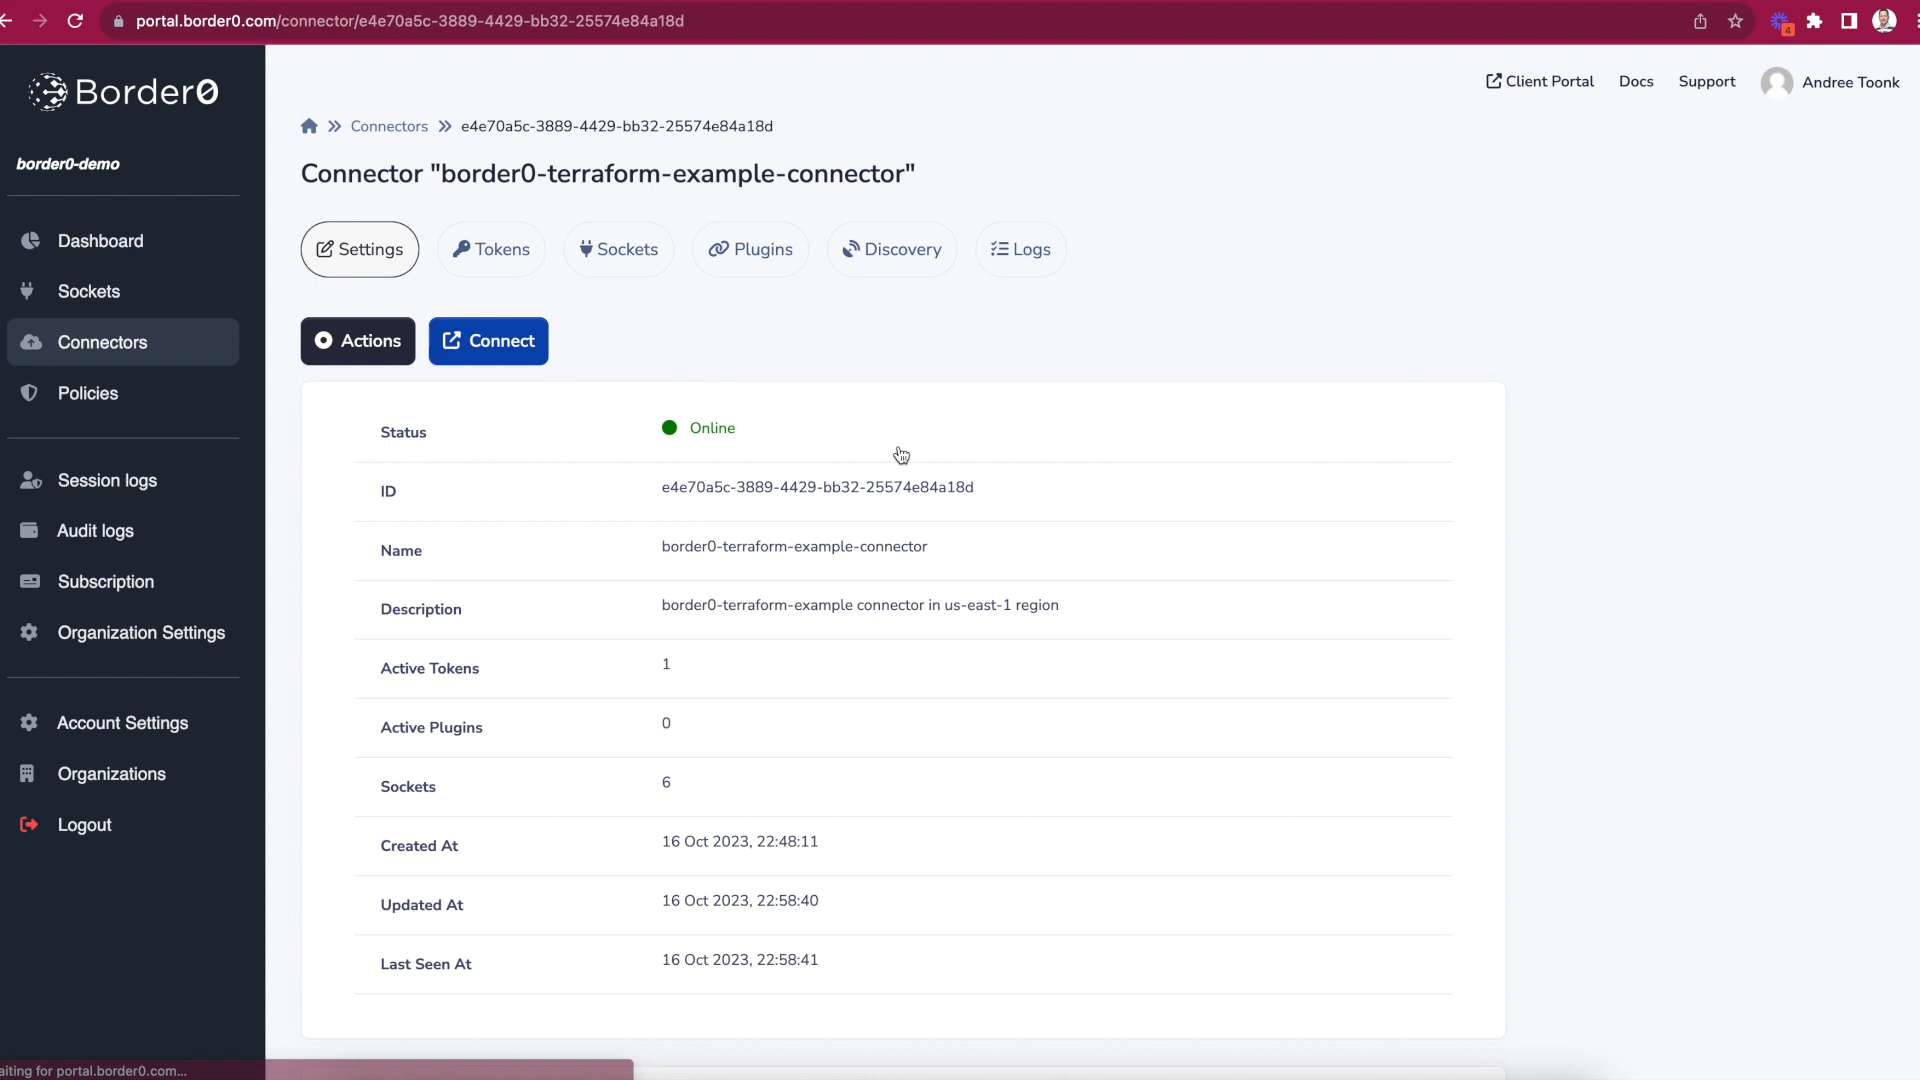 portal.border0.com/connector/e4e70a5c-3889-4429-bb32-25574e84a18d
4
Border0
Client Portal
Docs
Support
Andree Toonk
border0-demo
Dashboard
Sockets
Connectors
Policies
Session logs
Audit logs
Subscription
Organization Settings
Account Settings
Organizations
Logout
Connectors
e4e70a5c-3889-4429-bb32-25574e84a18d
Connector "border0-terraform-example-connector"
Settings
Tokens
Sockets
Plugins
Discovery
Logs
Actions
Connect
Status Online
ID e4e70a5c-3889-4429-bb32-25574e84a18d
Name border0-terraform-example-connector
Description border0-terraform-example connector in us-east-1 region
Active Tokens 1
Active Plugins 0
Sockets 6
Created At 16 Oct 2023, 22:48:11
Updated At 16 Oct 2023, 22:58:40
Last Seen At 16 Oct 2023, 22:58:41
aiting for portal.border0.com...